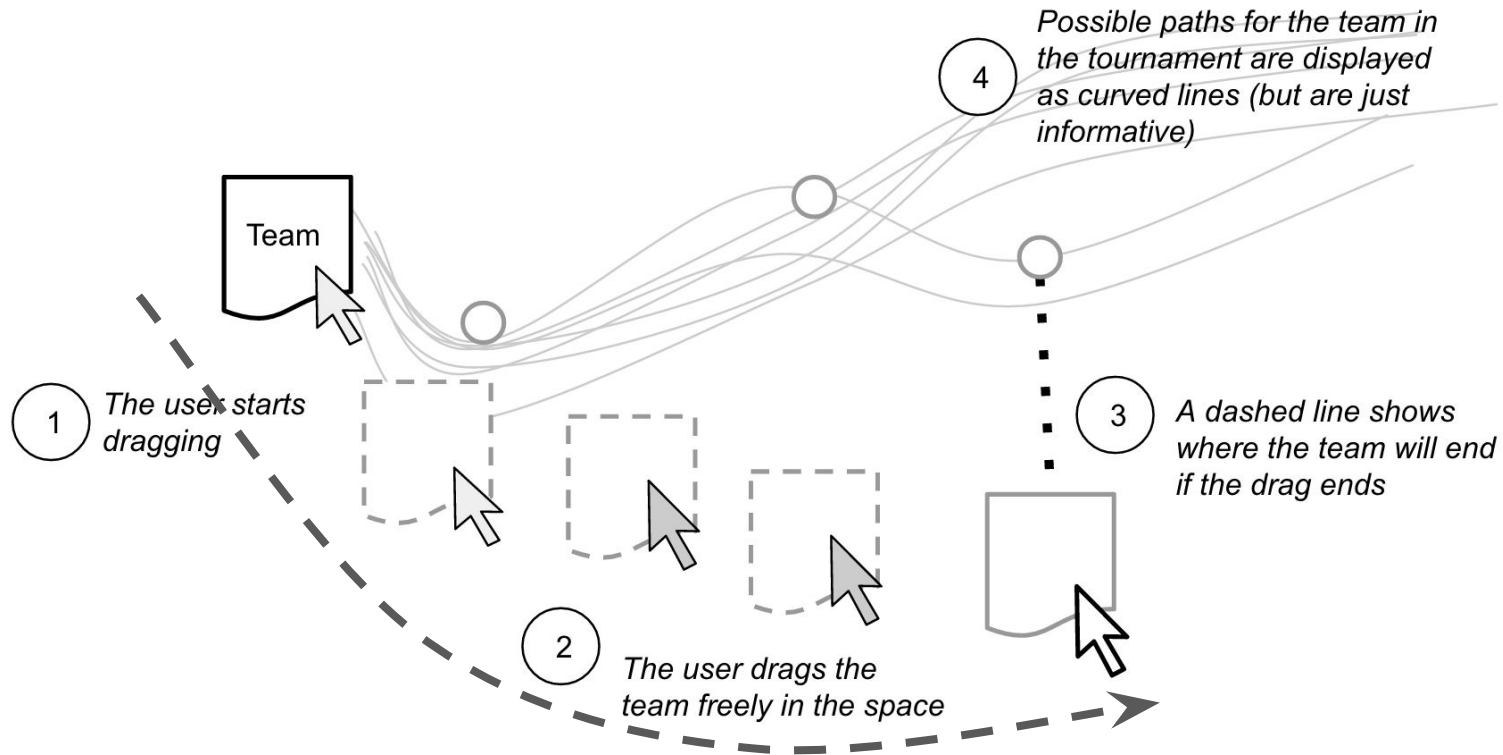 4
Possible paths for the team in
the tournament are displayed
as curved lines (but are just
informative)
Team
1
The user starts
dragging
3
A dashed line shows
where the team will end
if the drag ends
2
The user drags the
team freely in the space